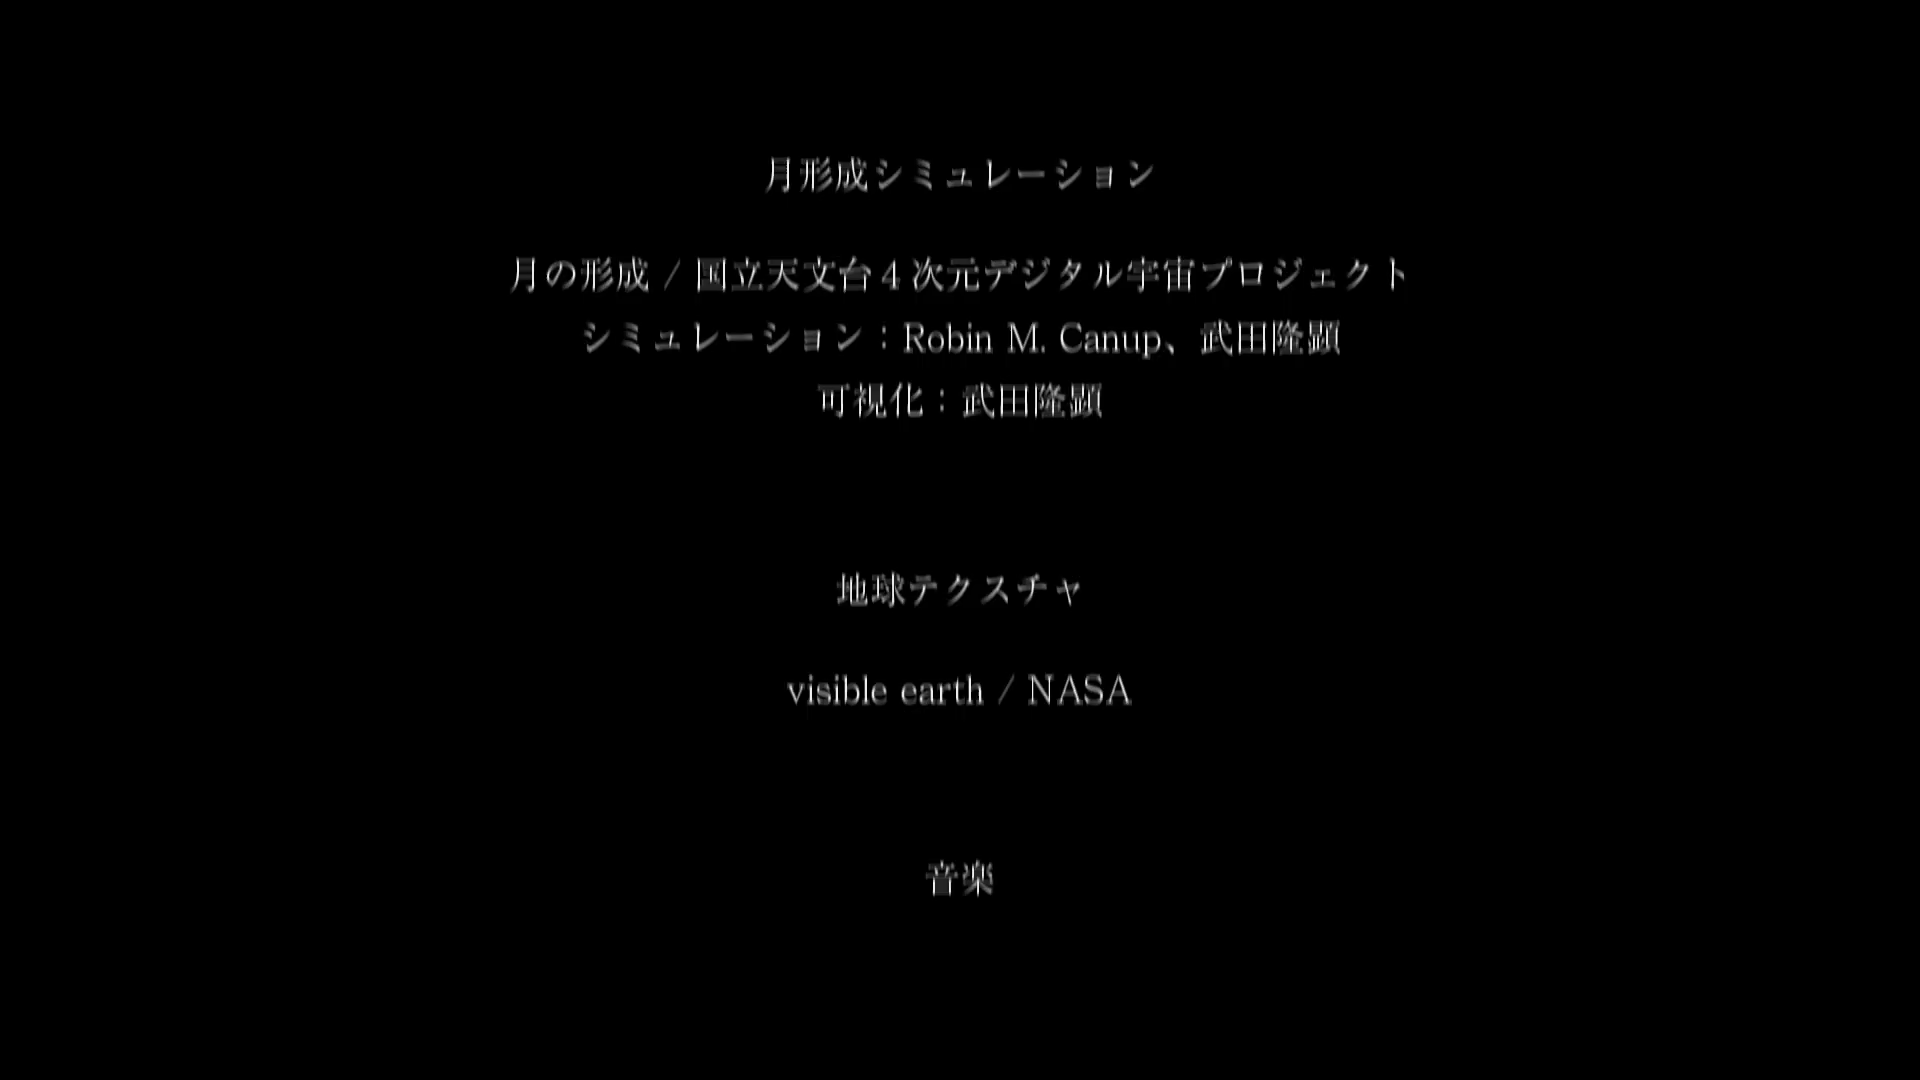 月形成シミュレーション
月の形成 / 国立天文台４次元デジタル宇宙プロジェクト
シミュレーション：Robin M. Canup、武田隆顕
可視化：武田隆顕
地球テクスチャ
visible earth / NASA
音楽